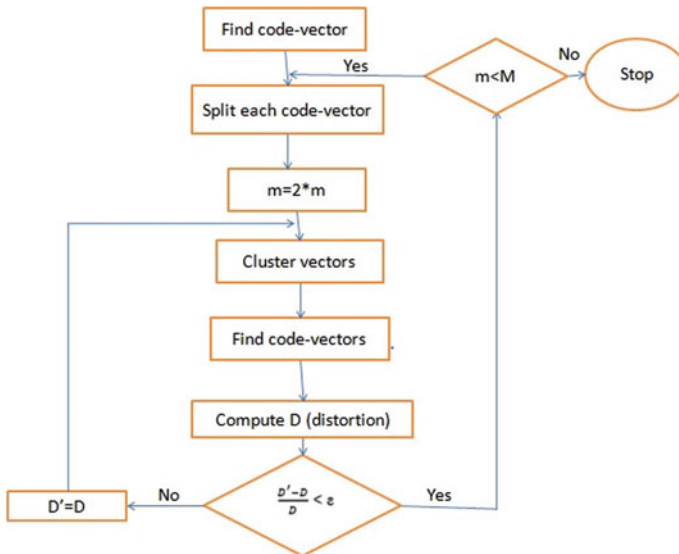 Find code-vector
Yes
m<M
No
Stop
Split each code-vector
m=2*m
Cluster vectors
Find code-vectors
Compute D (distortion)
D'=D
No
D'-D
D
< ε
Yes